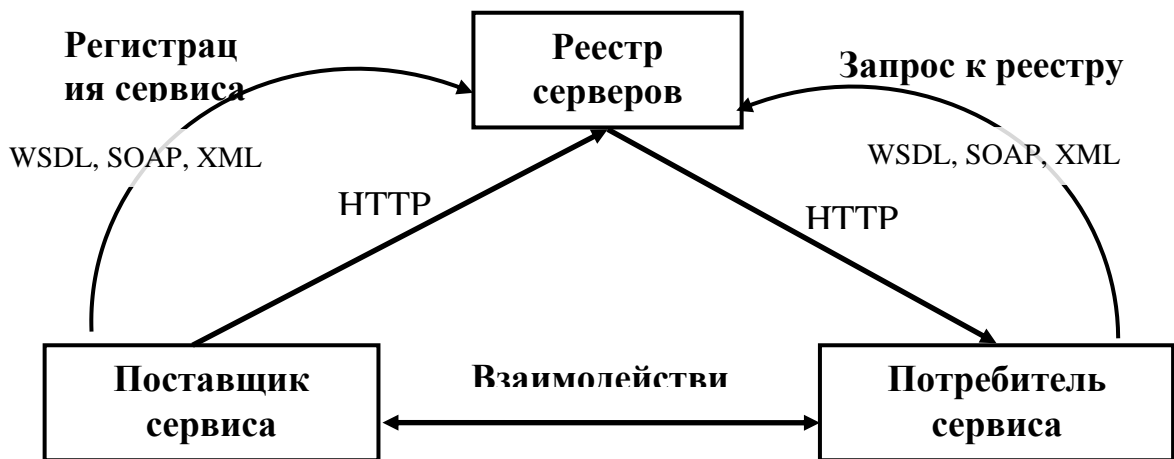 Регистрац
ия сервиса
Реестр
серверов
Запрос к реестру
WSDL, SOAP, XML
WSDL, SOAP, XML
HTTP
HTTP
Поставщик
сервиса
Взаимодействи
Потребитель
сервиса